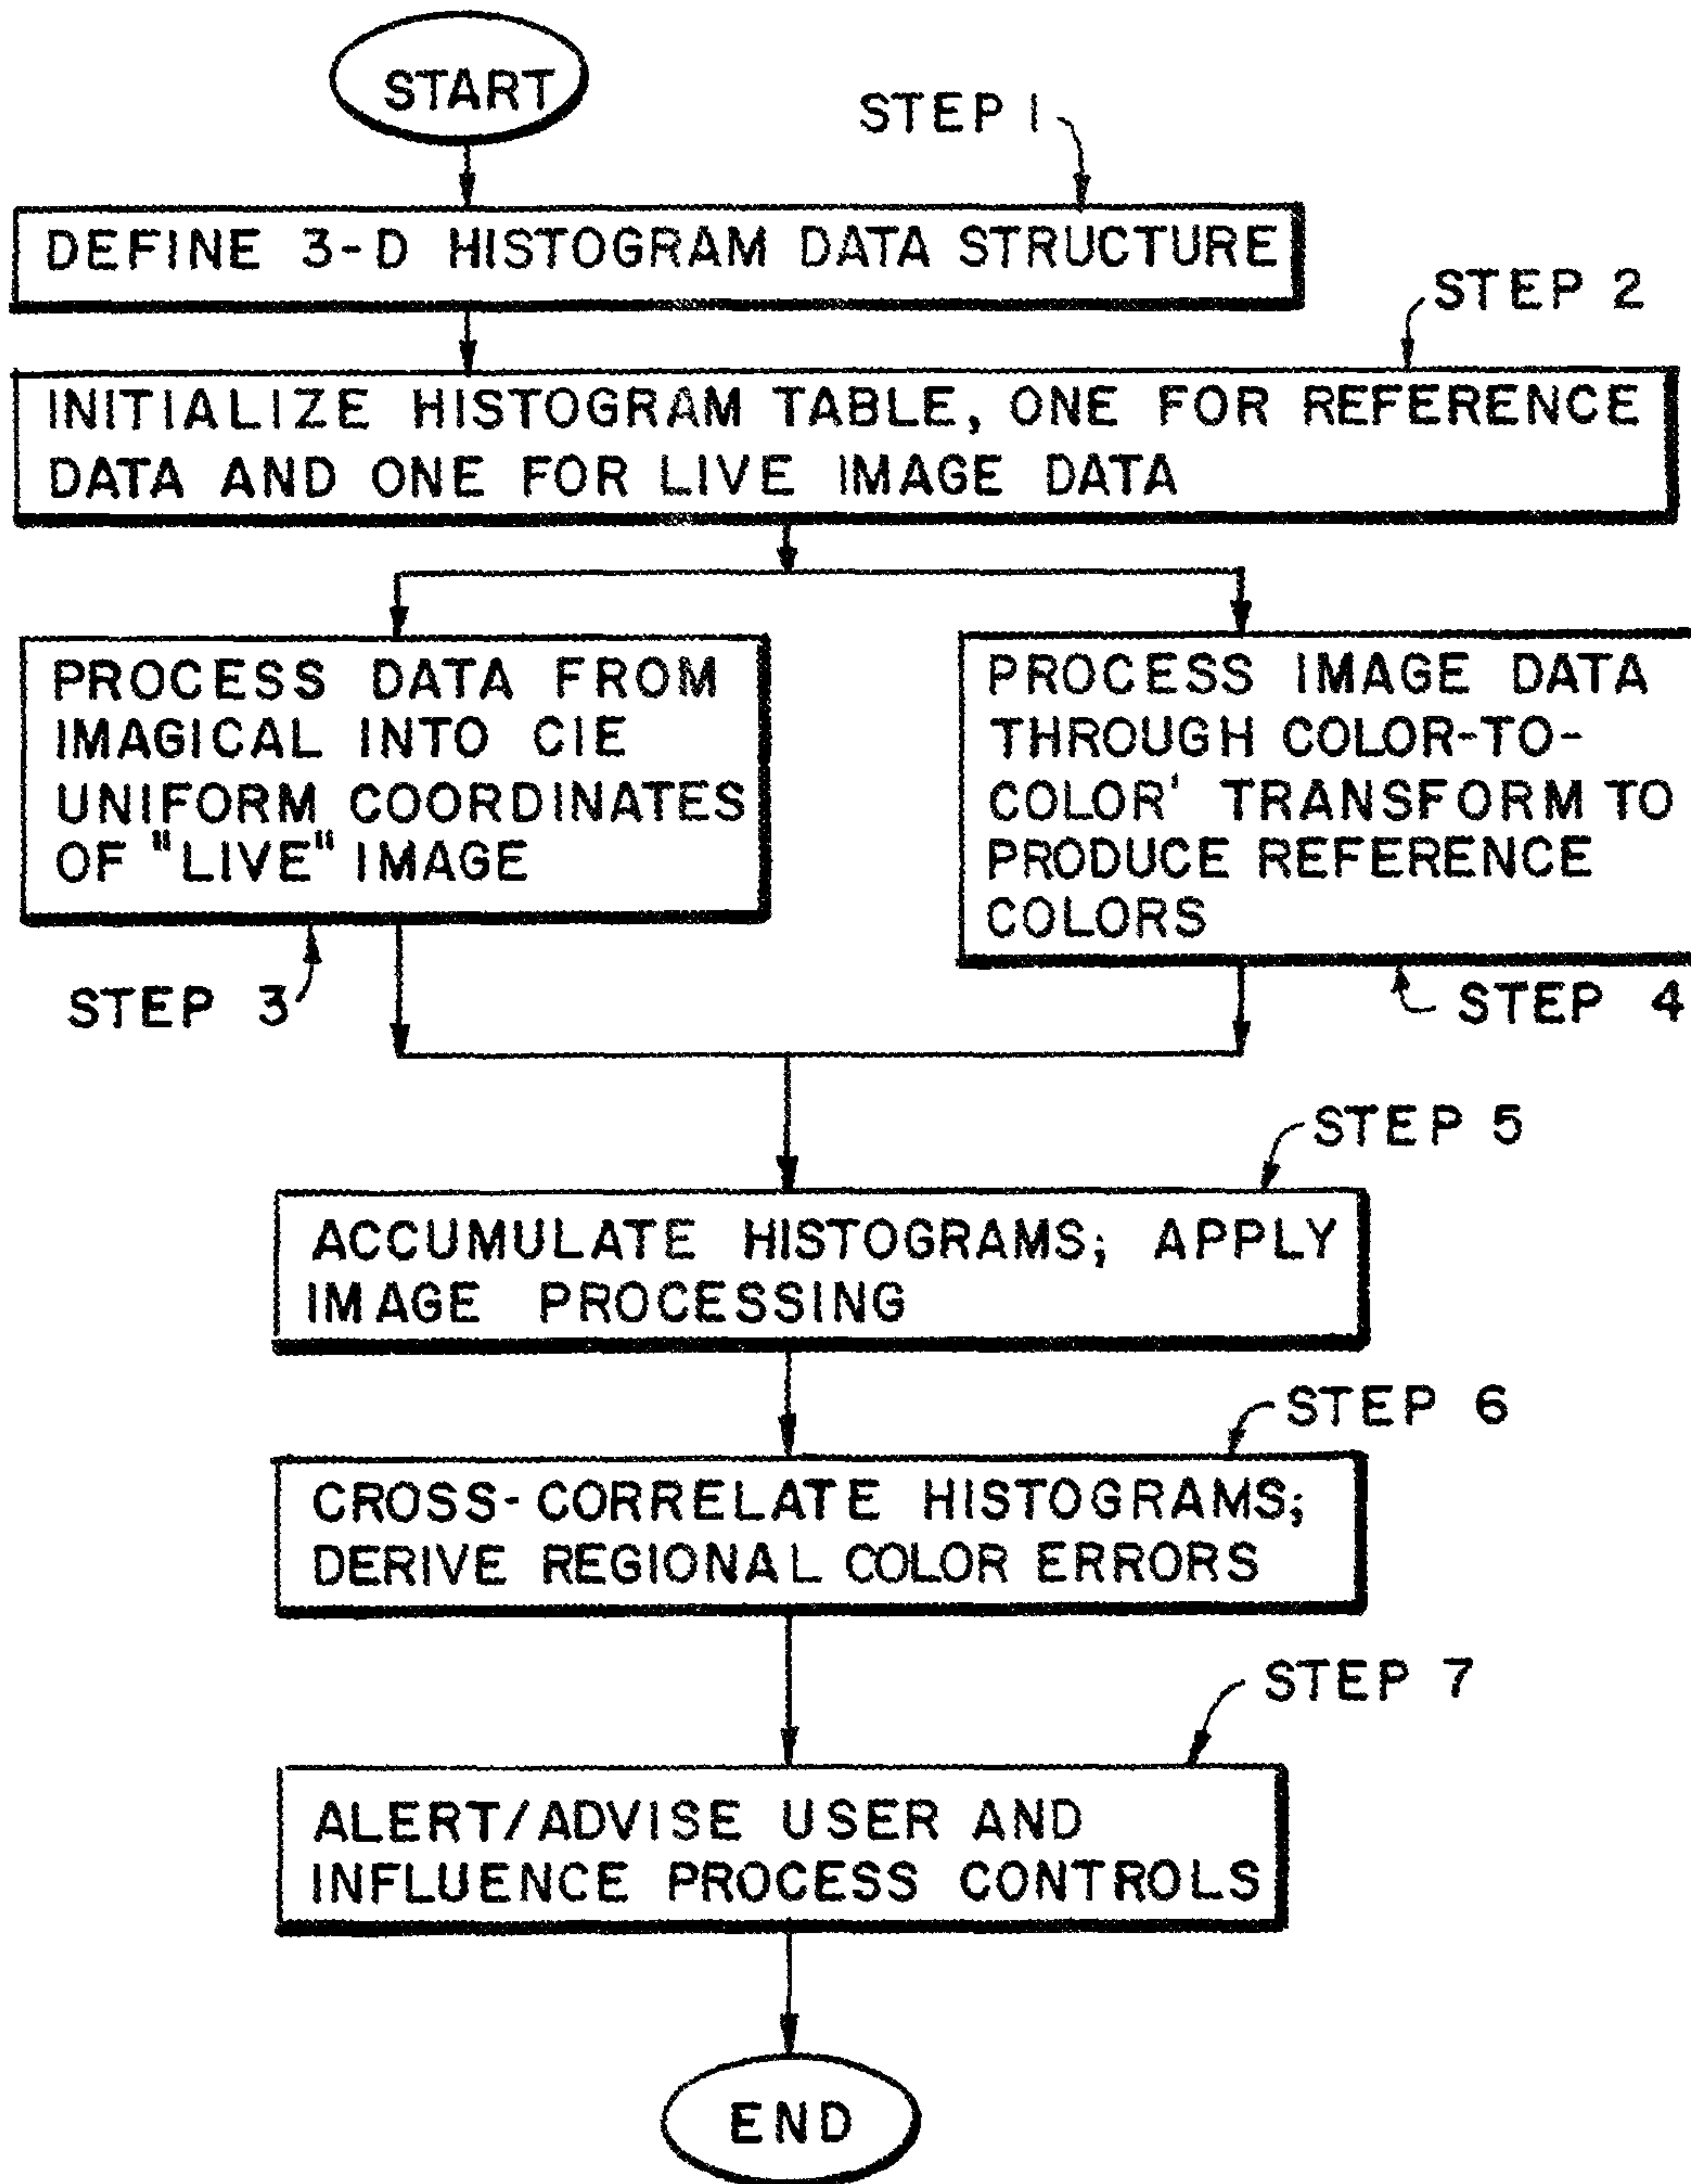 START
STEP 1
DEFINE 3-D HISTOGRAM DATA STRUCTURE
STEP 2
INITIALIZE HISTOGRAM TABLE, ONE FOR REFERENCE
DATA AND ONE FOR LIVE IMAGE DATA
PROCESS DATA FROM
IMAGICAL INTO CIE
UNIFORM COORDINATES
OF "LIVE" IMAGE
STEP 3
PROCESS IMAGE DATA
THROUGH COLOR-TO-
COLOR' TRANSFORM TO
PRODUCE REFERENCE
COLORS
STEP 4
STEP 5
ACCUMULATE HISTOGRAMS; APPLY
IMAGE PROCESSING
STEP 6
CROSS-CORRELATE HISTOGRAMS;
DERIVE REGIONAL COLOR ERRORS
STEP 7
ALERT/ADVISE USER AND
INFLUENCE PROCESS CONTROLS
END